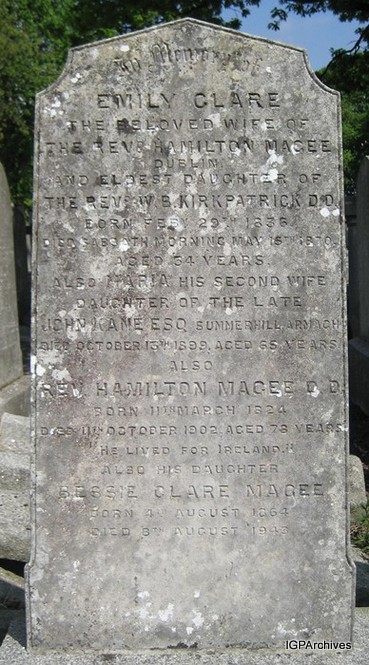 In Memory of
EMILY CLARE
THE BELOVED WIFE OF
THE REVD HAMILTON MAGEE
DUBLIN,
AND ELDEST DAUGHTER OF
THE REVD W.B. KIRKPATRICK D.D.
BORN FEBY 29TH 1836
DIED SABBATH MORNING MAY 15TH 1870,
AGED 34 YEARS.
ALSO MARIA HIS SECOND WIFE
DAUGHTER OF THE LATE
JOHN KANE ESQ. SUMMERHILL, ARMAGH
DIED OCTOBER 13TH 1899, AGED 65 YEARS
ALSO
REV. HAMILTON MAGEE D.D.
BORN 11TH MARCH 1824
DIED 11TH OCTOBER 1902. AGED 78 YEARS
"HE LIVED FOR IRELAND."
ALSO HIS DAUGHTER
BESSIE CLARE MAGEE
BORN 4TH AUGUST 1864
DIED 8TH AUGUST 1943
IGPArchives